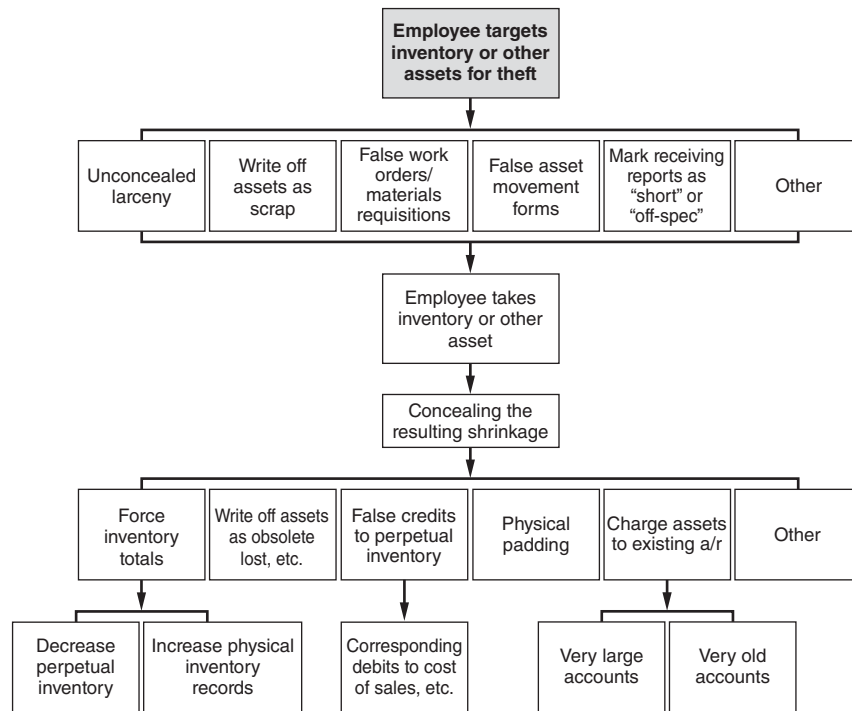 Employee targets
inventory or other
assets for theft
Unconcealed
larceny
Write off
assets as
scrap
False work
orders/
materials
requisitions
False asset
movement
forms
Mark receiving
reports as
“short” or
“off-spec”
Other
Employee takes
inventory or other
asset
Concealing the
resulting shrinkage
Force
inventory
totals
Write off assets
as obsolete
lost, etc.
False credits
to perpetual
inventory
Physical
padding
Charge assets
to existing a/r
Other
Decrease
perpetual
inventory
Increase physical
inventory
records
Corresponding
debits to cost
of sales, etc.
Very large
accounts
Very old
accounts